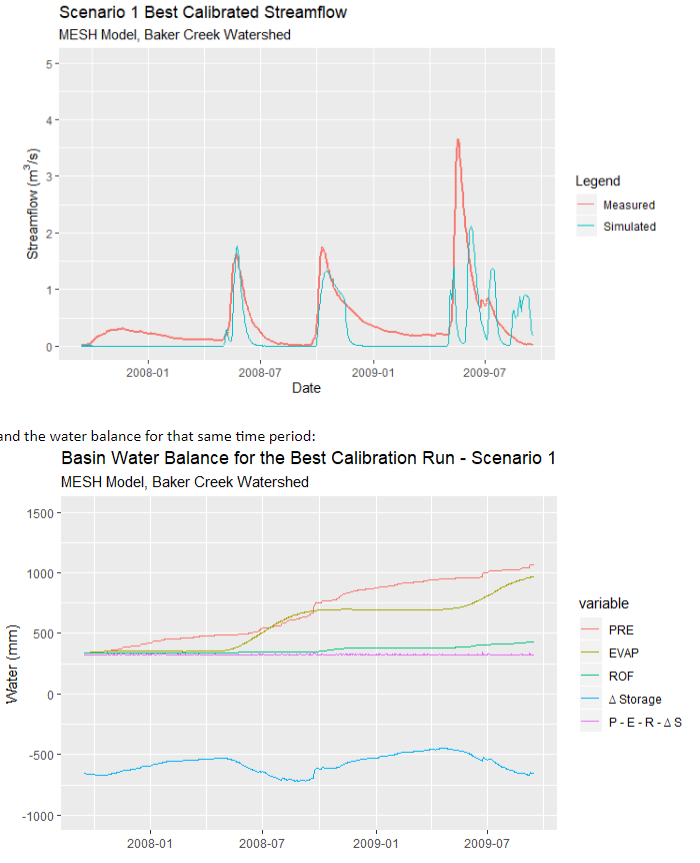 Scenario 1 Best Calibrated Streamflow
MESH Model, Baker Creek Watershed
5
4
3
2
1
0
Streamflow (m³/s)
2008-01 2008-07 2009-01 2009-07
Date
Legend
Measured
Simulated
and the water balance for that same time period:
Basin Water Balance for the Best Calibration Run - Scenario 1
MESH Model, Baker Creek Watershed
1500
1000
500
0
-500
-1000
Water (mm)
2008-01 2008-07 2009-01 2009-07
variable
PRE
EVAP
ROF
Δ Storage
P - E - R - Δ S